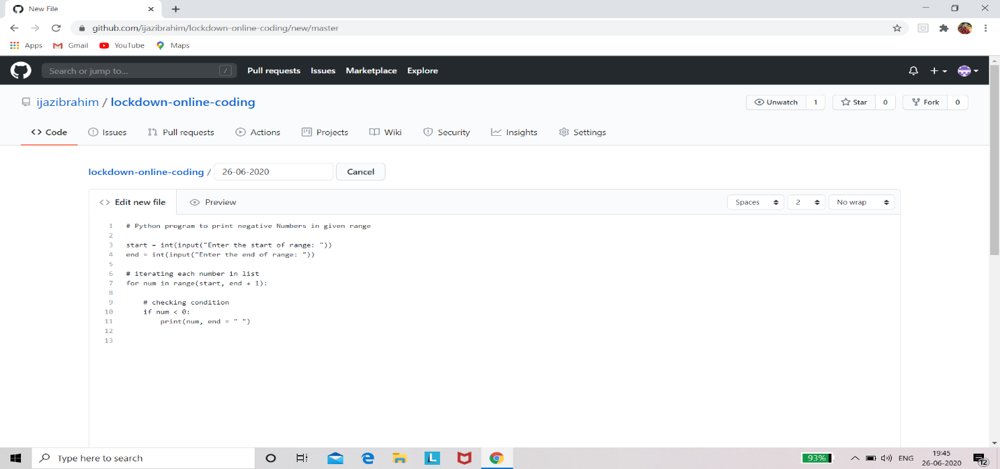 New File
github.com/ijazibrahim/lockdown-online-coding/new/master
Apps Gmail YouTube Maps
Search or jump to... / Pull requests Issues Marketplace Explore
ijazibrahim / lockdown-online-coding Unwatch 1 Star 0 Fork 0
Code Issues Pull requests Actions Projects Wiki Security Insights Settings
lockdown-online-coding / 26-06-2020 Cancel
<> Edit new file Preview Spaces 2 No wrap
1 # Python program to print negative Numbers in given range
2
3 start = int(input("Enter the start of range: "))
4 end = int(input("Enter the end of range: "))
5
6 # iterating each number in list
7 for num in range(start, end + 1):
8
9 # checking condition
10 if num < 0:
11 print(num, end = " ")
12
13
Type here to search 93% ENG 19:45
26-06-2020 12